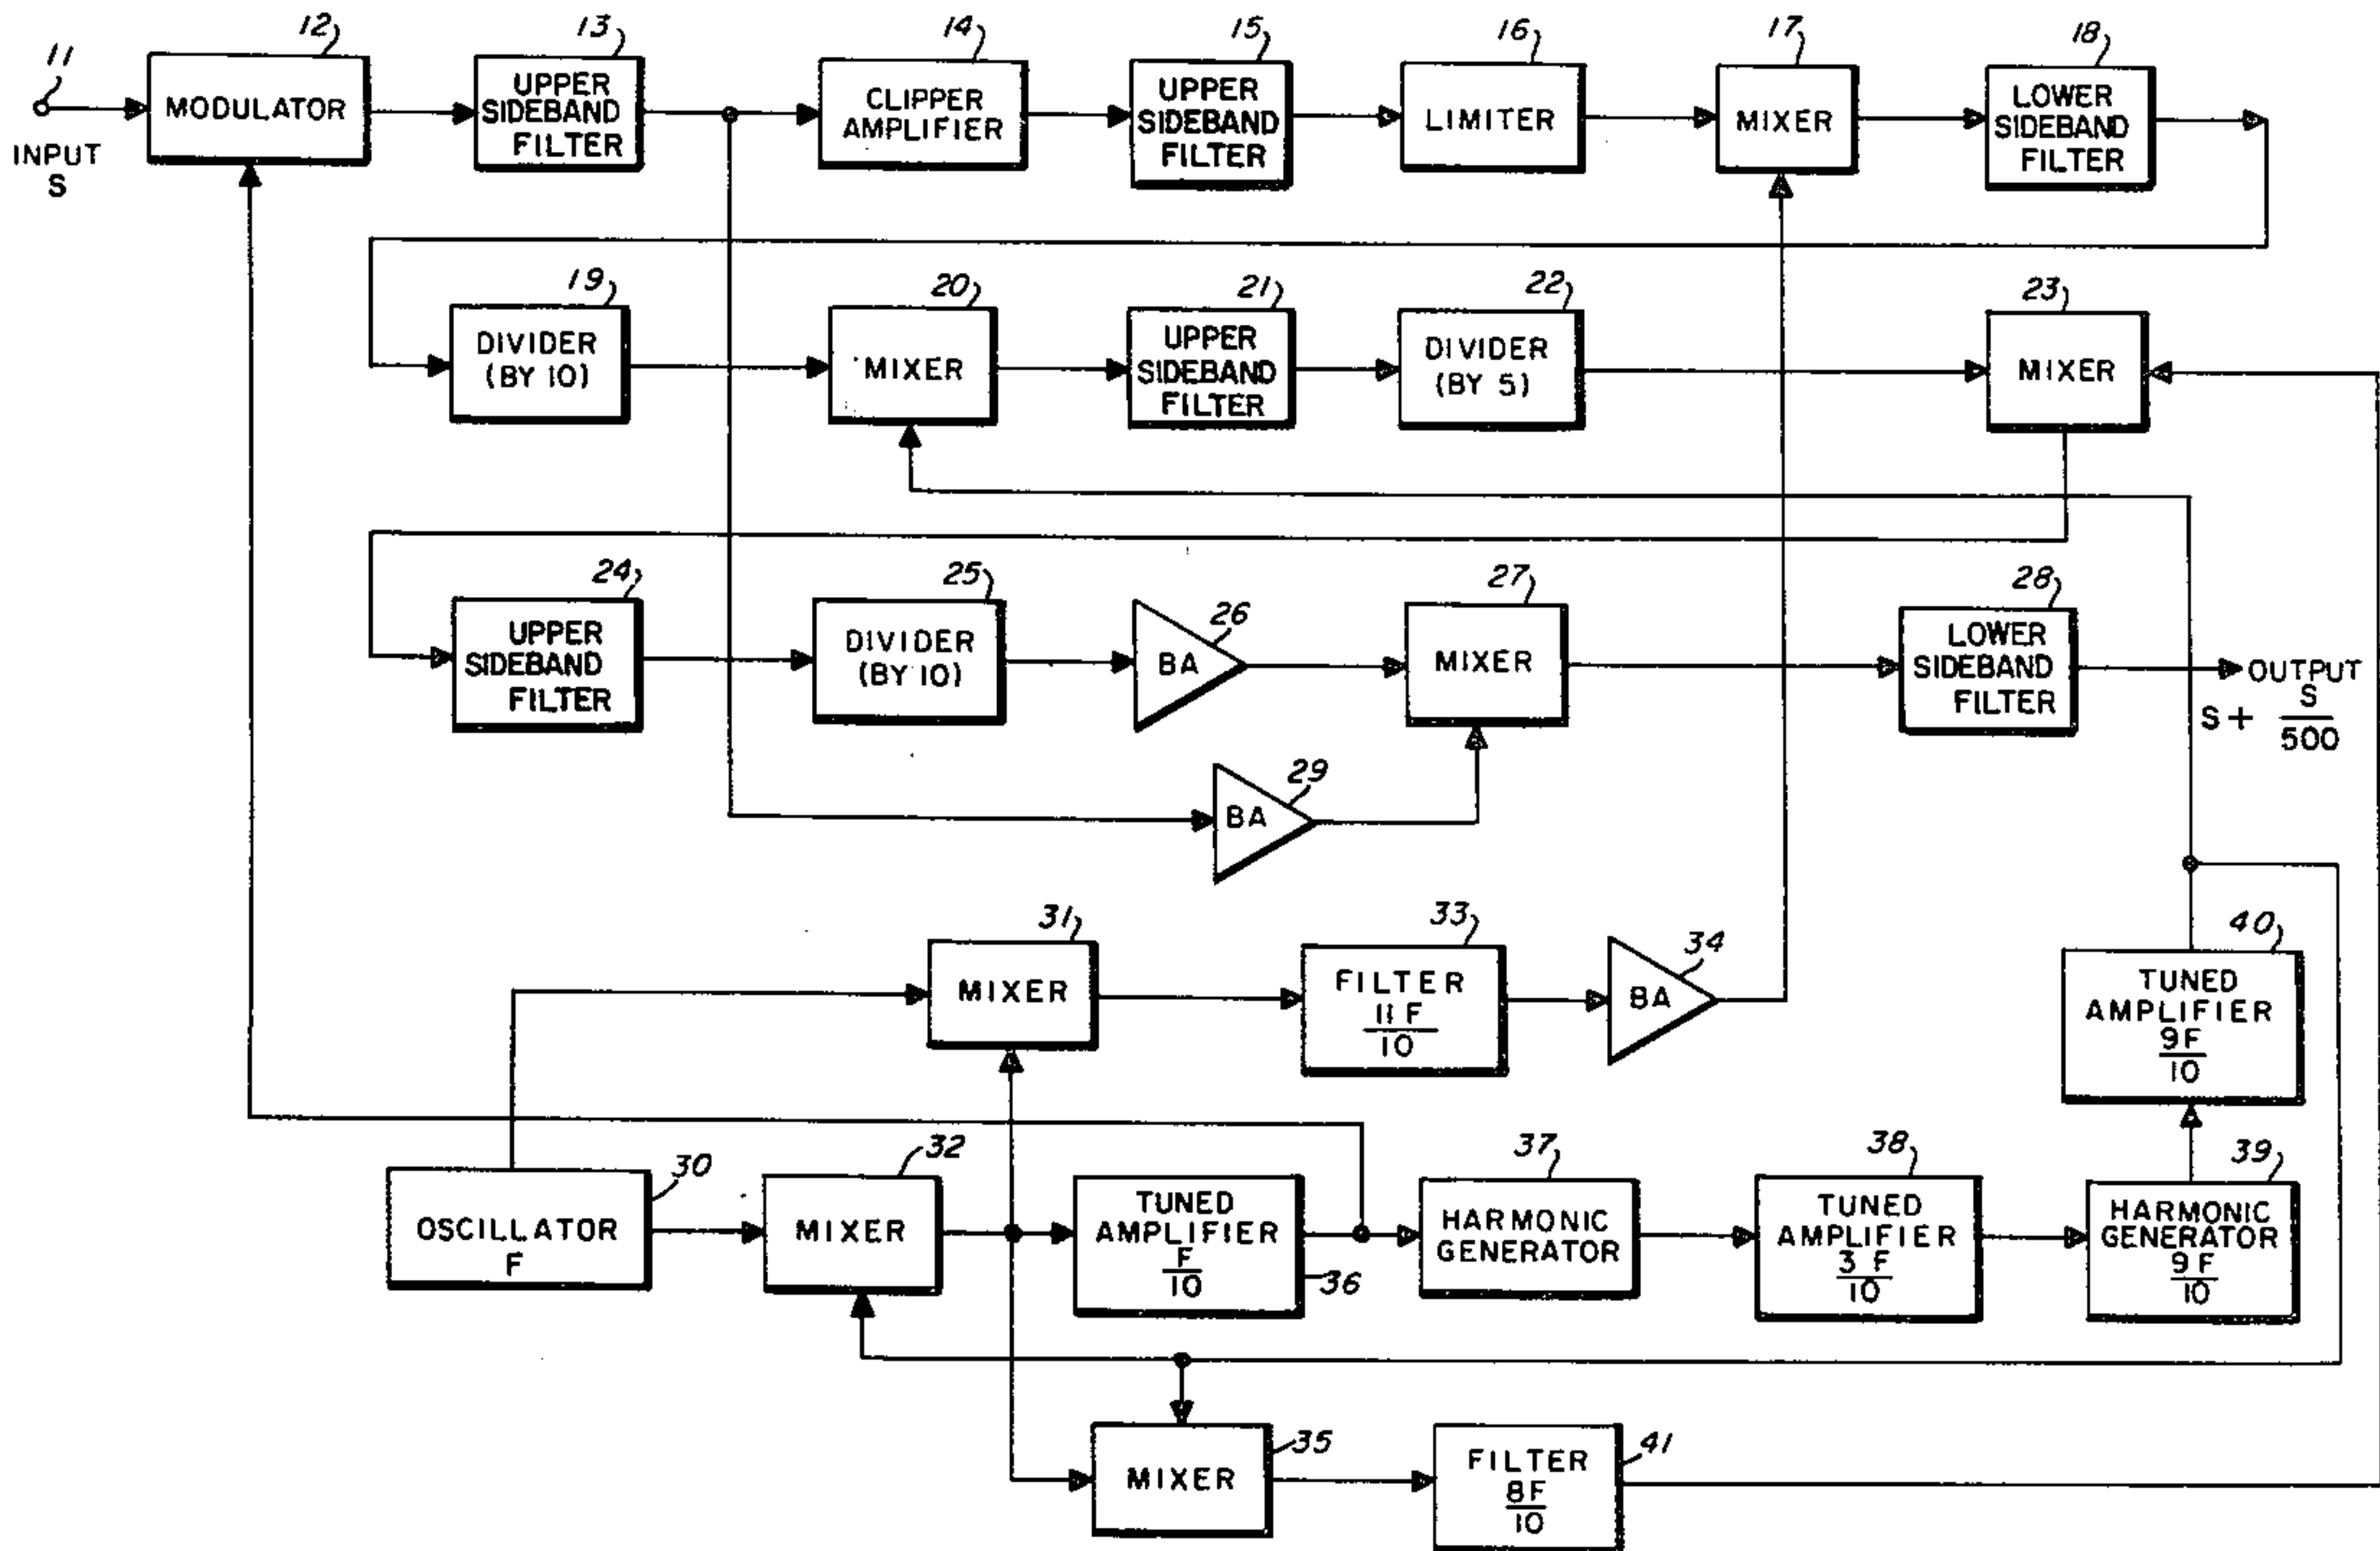 11
INPUT
S
12
MODULATOR
13
UPPER
SIDEBAND
FILTER
14
CLIPPER
AMPLIFIER
15
UPPER
SIDEBAND
FILTER
16
LIMITER
17
MIXER
18
LOWER
SIDEBAND
FILTER
19
DIVIDER
(BY 10)
20
MIXER
21
UPPER
SIDEBAND
FILTER
22
DIVIDER
(BY 5)
23
MIXER
24
UPPER
SIDEBAND
FILTER
25
DIVIDER
(BY 10)
26
BA
27
MIXER
28
LOWER
SIDEBAND
FILTER
OUTPUT
S + S
500
29
BA
31
MIXER
33
FILTER
11 F
10
34
BA
40
TUNED
AMPLIFIER
9F
10
30
OSCILLATOR
F
32
MIXER
TUNED
AMPLIFIER
F
10
36
37
HARMONIC
GENERATOR
38
TUNED
AMPLIFIER
3 F
10
39
HARMONIC
GENERATOR
9 F
10
35
MIXER
41
FILTER
8F
10